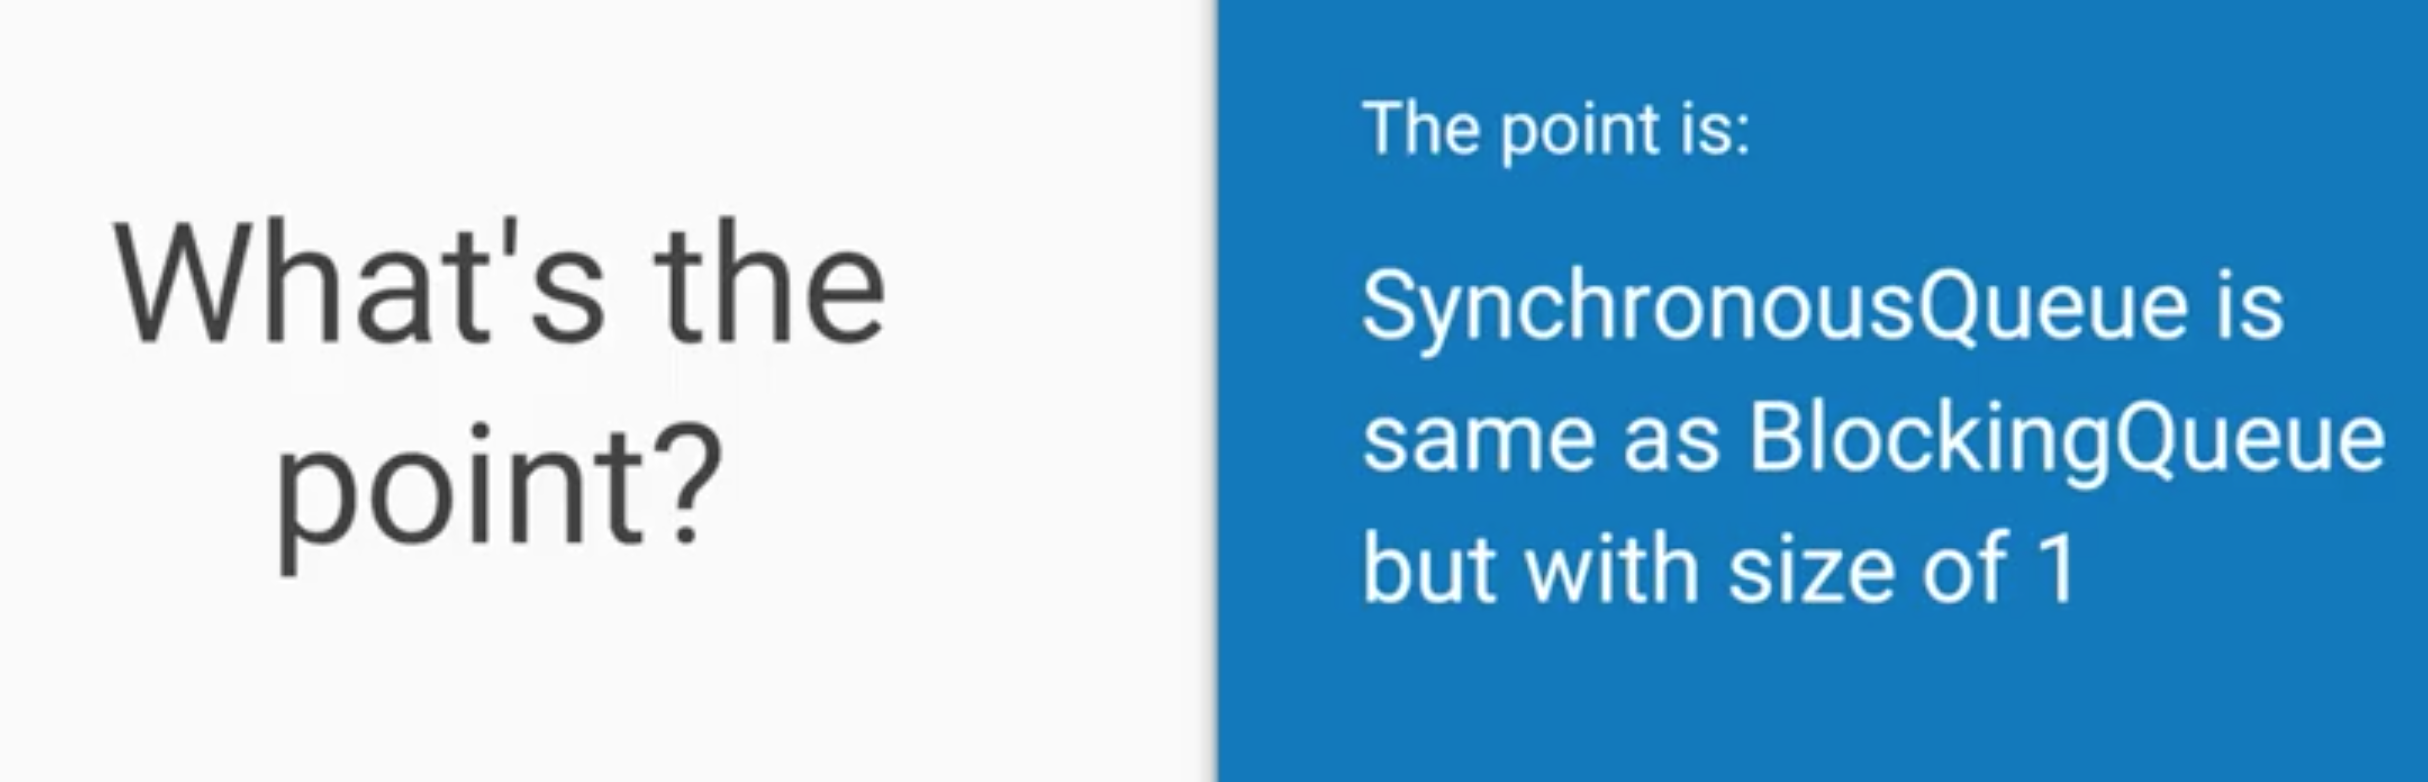 What's the
point?
The point is:
SynchronousQueue is
same as BlockingQueue
but with size of 1